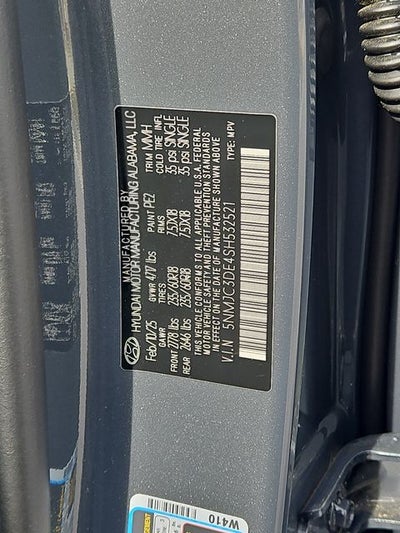 MANUFACTURED BY
HYUNDAI MOTOR MANUFACTURING ALABAMA, LLC
Feb/10/25 PAINT PE2 TRIM MMH
GVWR 4717 lbs
TIRES RIMS COLD TIRE INFL
FRONT 2778 lbs 235/60R18 7.5JX18 35 psi SINGLE
REAR 2646 lbs 235/60R18 7.5JX18 35 psi SINGLE
THIS VEHICLE CONFORMS TO ALL APPLICABLE U.S.A. FEDERAL
MOTOR VEHICLE SAFETY, BUMPER, AND THEFT PREVENTION STANDARDS
IN EFFECT ON THE DATE OF MANUFACTURE SHOWN ABOVE.
V.I.N 5NMJC3DE4SH532521 TYPE: MPV
W410